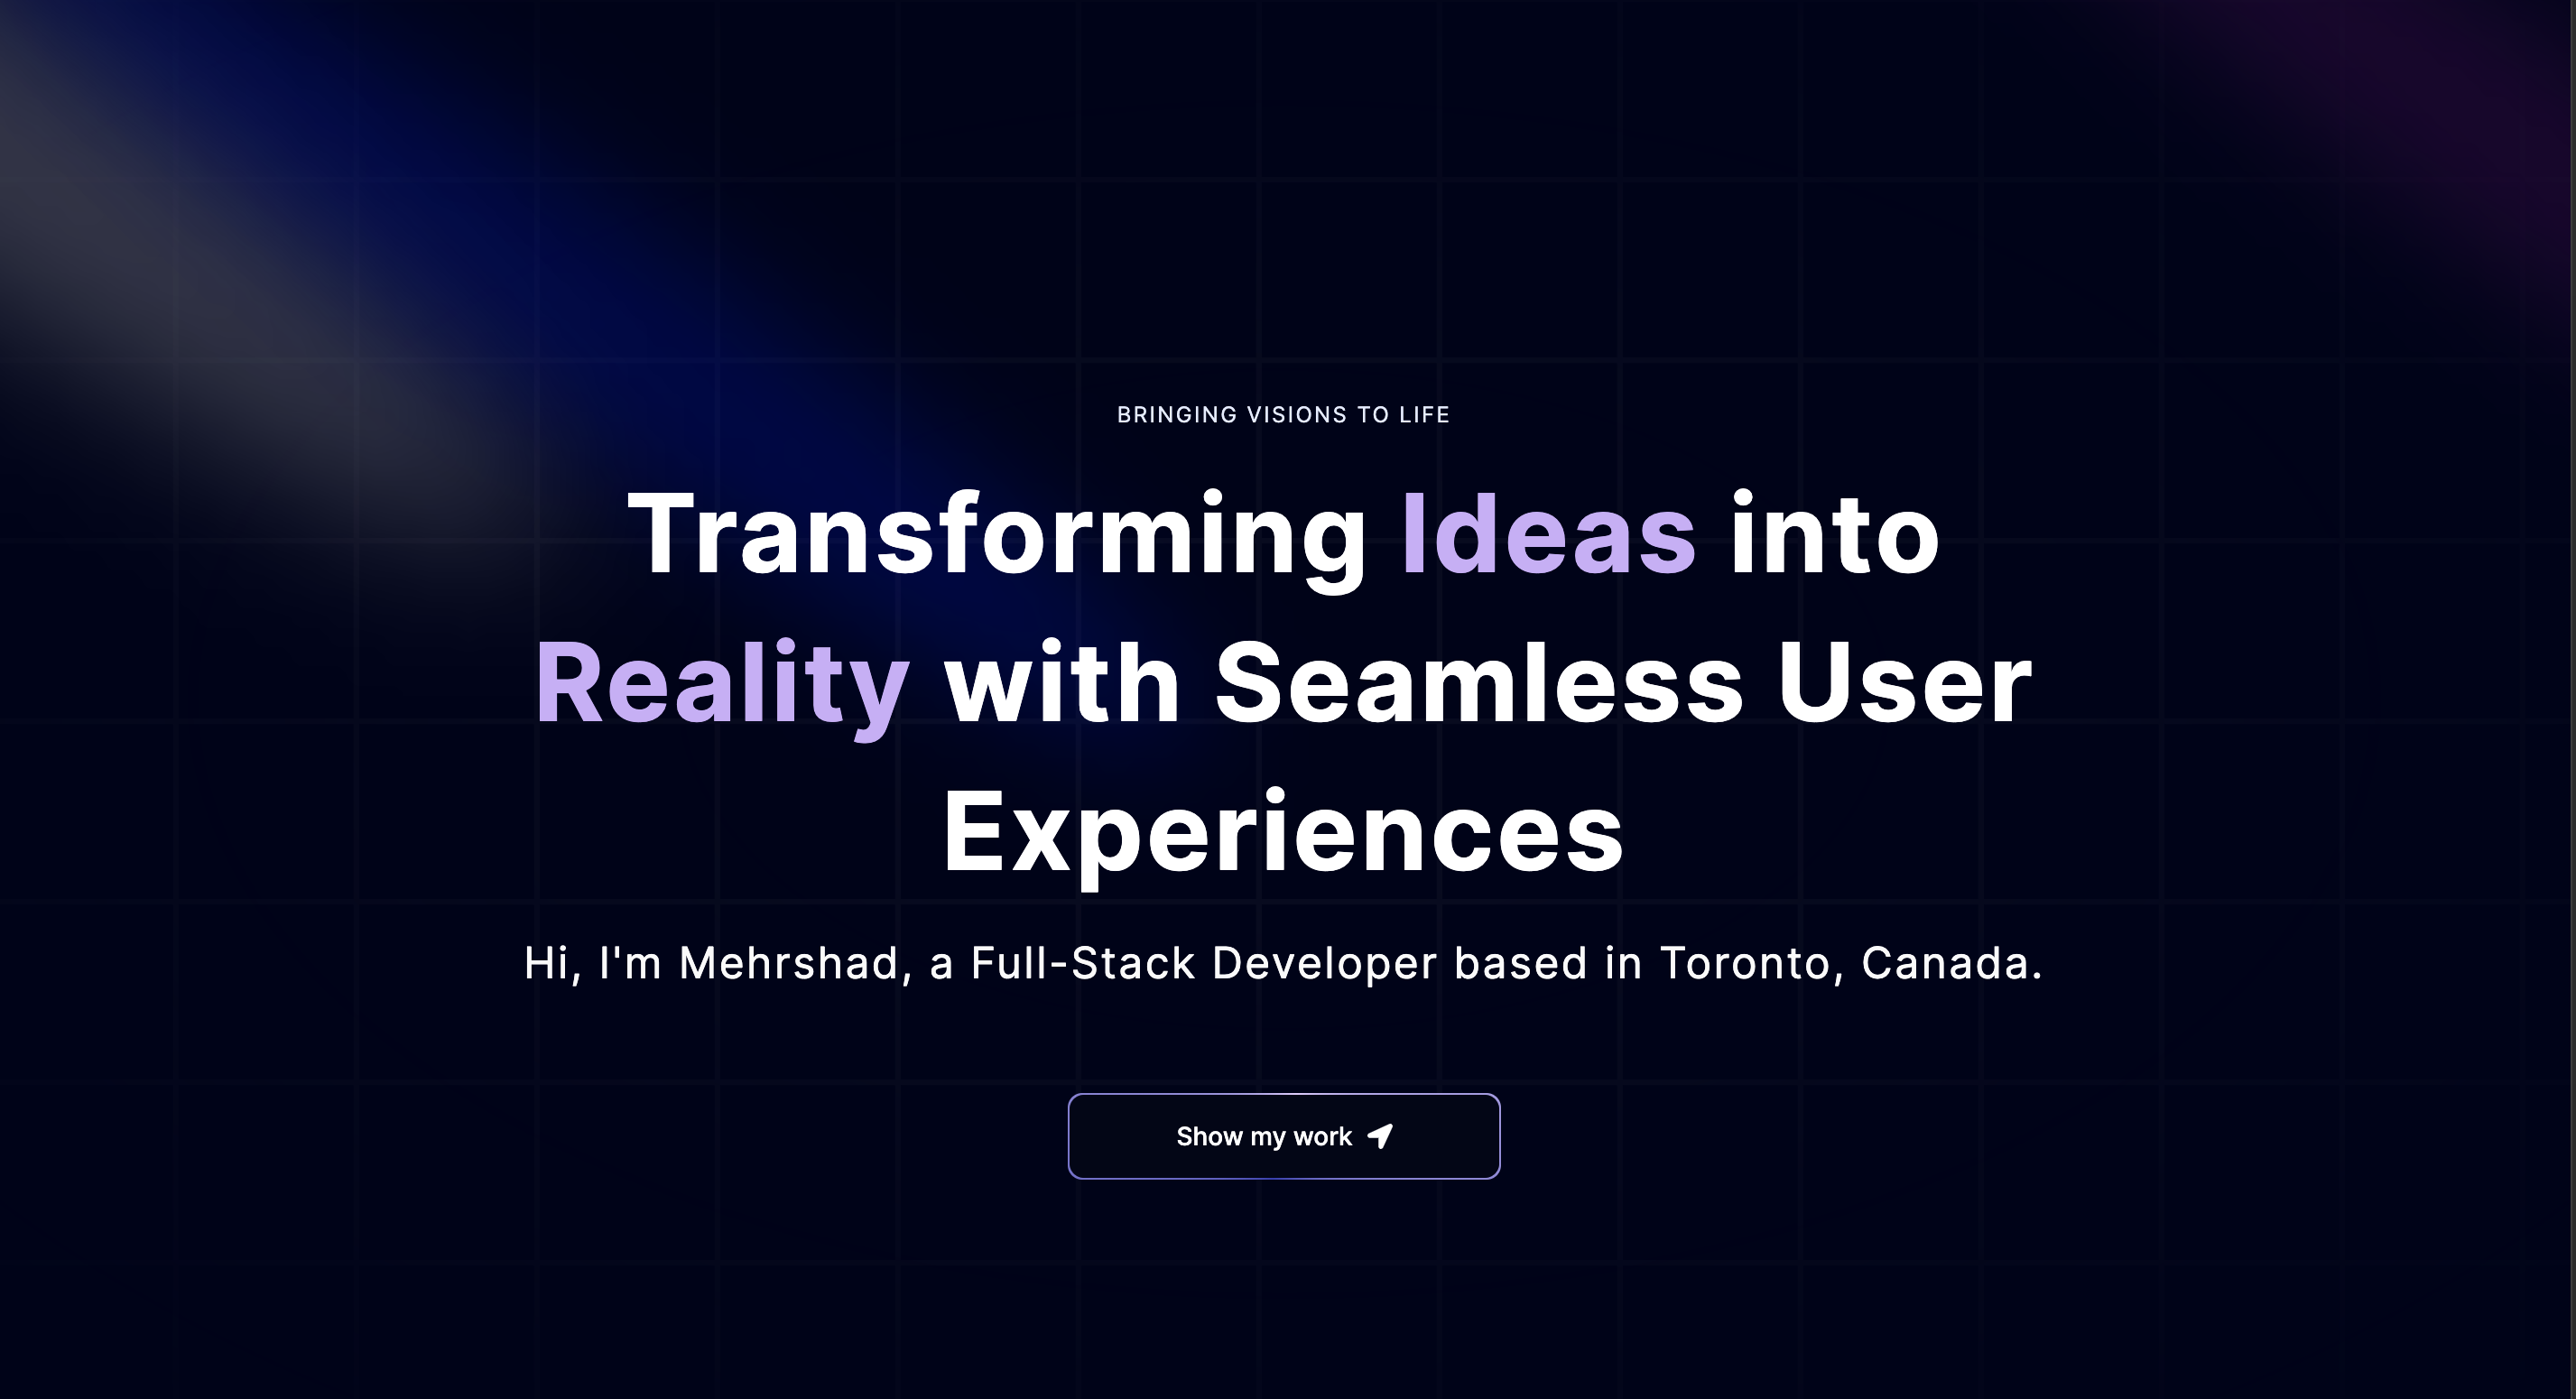 BRINGING VISIONS TO LIFE
Transforming Ideas into
Reality with Seamless User
Experiences
Hi, I'm Mehrshad, a Full-Stack Developer based in Toronto, Canada.
Show my work